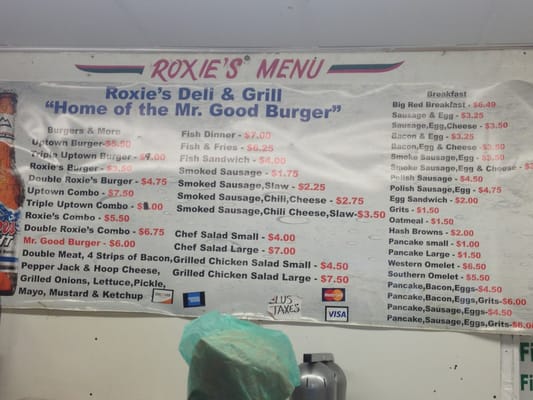 ROXIE'S MENU
Roxie's Deli & Grill
"Home of the Mr. Good Burger"
Burgers & More
Uptown Burger-$5.50
Triple Uptown Burger - $9.00
Roxie's Burger - $3.50
Double Roxie's Burger - $4.75
Uptown Combo - $7.50
Triple Uptown Combo - .00
Roxie's Combo - $5.50
Double Roxie's Combo - $6.75
Mr. Good Burger - $6.00
Double Meat, 4 Strips of Bacon,
Pepper Jack & Hoop Cheese,
Grilled Onions, Lettuce,Pickle,
Mayo, Mustard & Ketchup
Fish Dinner - $7.00
Fish & Fries - $6.25
Fish Sandwich - $4.00
Smoked Sausage - $1.75
Smoked Sausage,Slaw - $2.25
Smoked Sausage,Chili,Cheese - $2.75
Smoked Sausage,Chili Cheese,Slaw-$3.50
Chef Salad Small - $4.00
Chef Salad Large - $7.00
Grilled Chicken Salad Small - $4.50
Grilled Chicken Salad Large - $7.50
PLUS
TAXES
MasterCard
VISA
Breakfast
Big Red Breakfast - $6.49
Sausage & Egg - $3.25
Sausage,Egg,Cheese - $3.50
Bacon & Egg - $3.25
Bacon,Egg & Cheese - $3.50
Smoke Sausage,Egg - $3.50
Smoke Sausage,Egg & Cheese -
Polish Sausage - $4.50
Polish Sausage,Egg - $4.75
Egg Sandwich - $2.00
Grits - $1.50
Oatmeal - $1.50
Hash Browns - $2.00
Pancake small - $1.00
Pancake Large - $1.50
Western Omelet - $6.50
Southern Omelet - $5.50
Pancake,Bacon,Eggs-$4.50
Pancake,Bacon,Eggs,Grits-$6.00
Pancake,Sausage,Eggs-$4.50
Pancake,Sausage,Eggs,Grits-$6.00
Fi
Fi